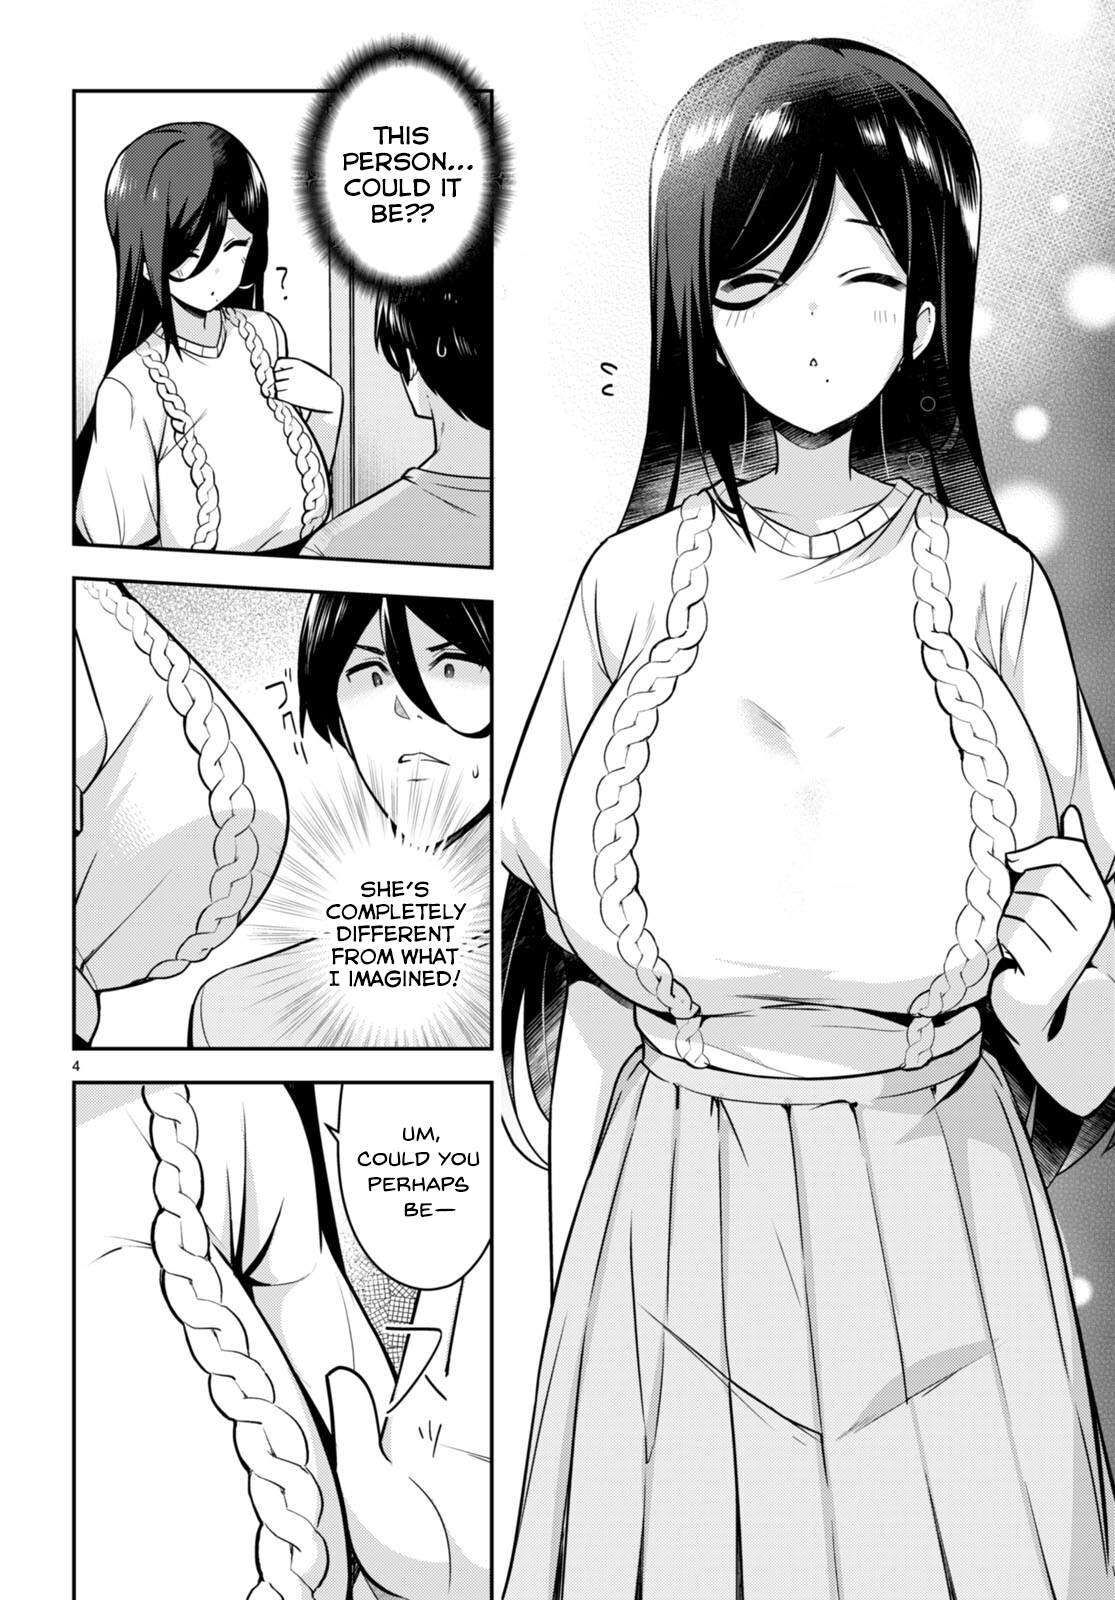 THIS
PERSON...
COULD IT
BE??
?
SHE'S
COMPLETELY
DIFFERENT
FROM WHAT
I IMAGINED!
4
UM,
COULD YOU
PERHAPS
BE—